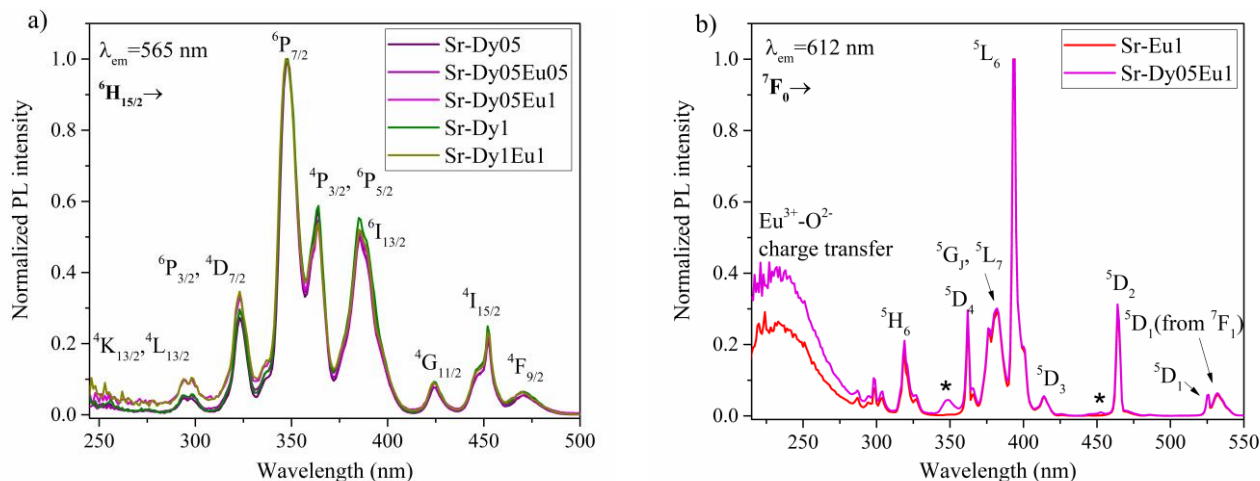 a)
λem=565 nm
6H15/2→
6P7/2
Sr-Dy05
Sr-Dy05Eu05
Sr-Dy05Eu1
Sr-Dy1
Sr-Dy1Eu1
4P3/2, 6P5/2
6I13/2
6P3/2, 4D7/2
4I15/2
4K13/2,4L13/2
4G11/2
4F9/2
Normalized PL intensity
1.0
0.8
0.6
0.4
0.2
0.0
250 300 350 400 450 500
Wavelength (nm)
b)
λem=612 nm
7F0→
5L6
Sr-Eu1
Sr-Dy05Eu1
Eu3+-O2-
charge transfer
5GJ, 5L7
5D4
5H6
5D2
5D1(from 7F1)
5D3
5D1
*
*
Normalized PL intensity
1.0
0.8
0.6
0.4
0.2
0.0
250 300 350 400 450 500 550
Wavelength (nm)